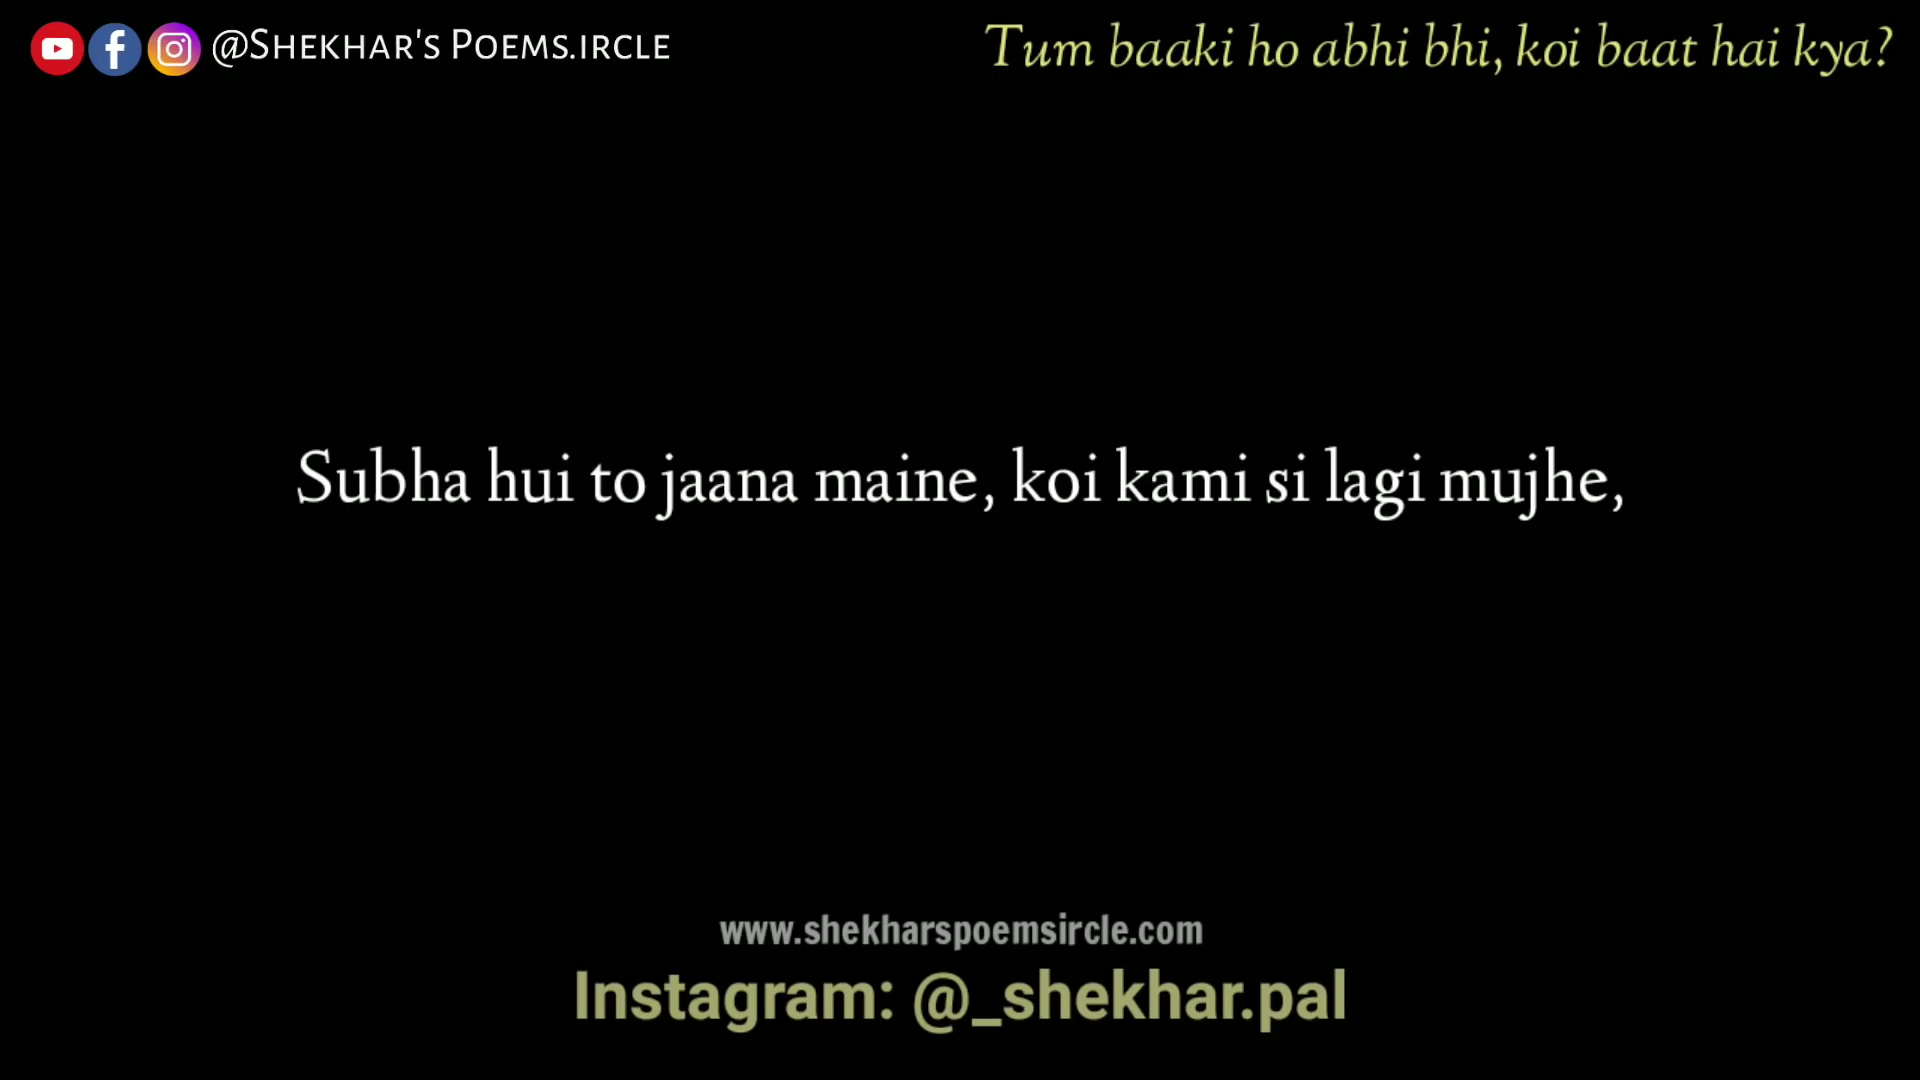 @Shekhar's Poems.ircle
Tum baaki ho abhi bhi, koi baat hai kya?
Subha hui to jaana maine, koi kami si lagi mujhe,
www.shekharspoemsircle.com
Instagram: @_shekhar.pal